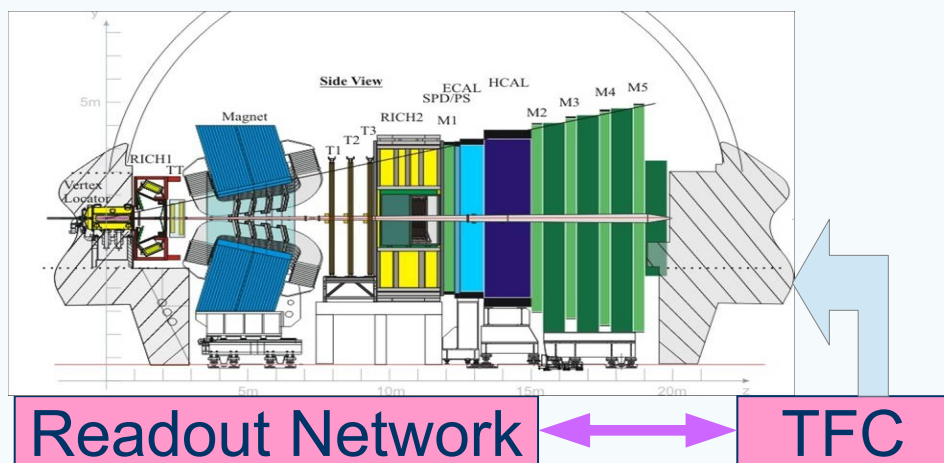 y
5m
Side View
ECAL
HCAL
SPD/PS
M5
M4
M3
M2
M1
RICH2
Magnet
T3
T2
T1
RICH1
TT
Vertex
Locator
5m
10m
15m
20m
z
Readout Network
TFC